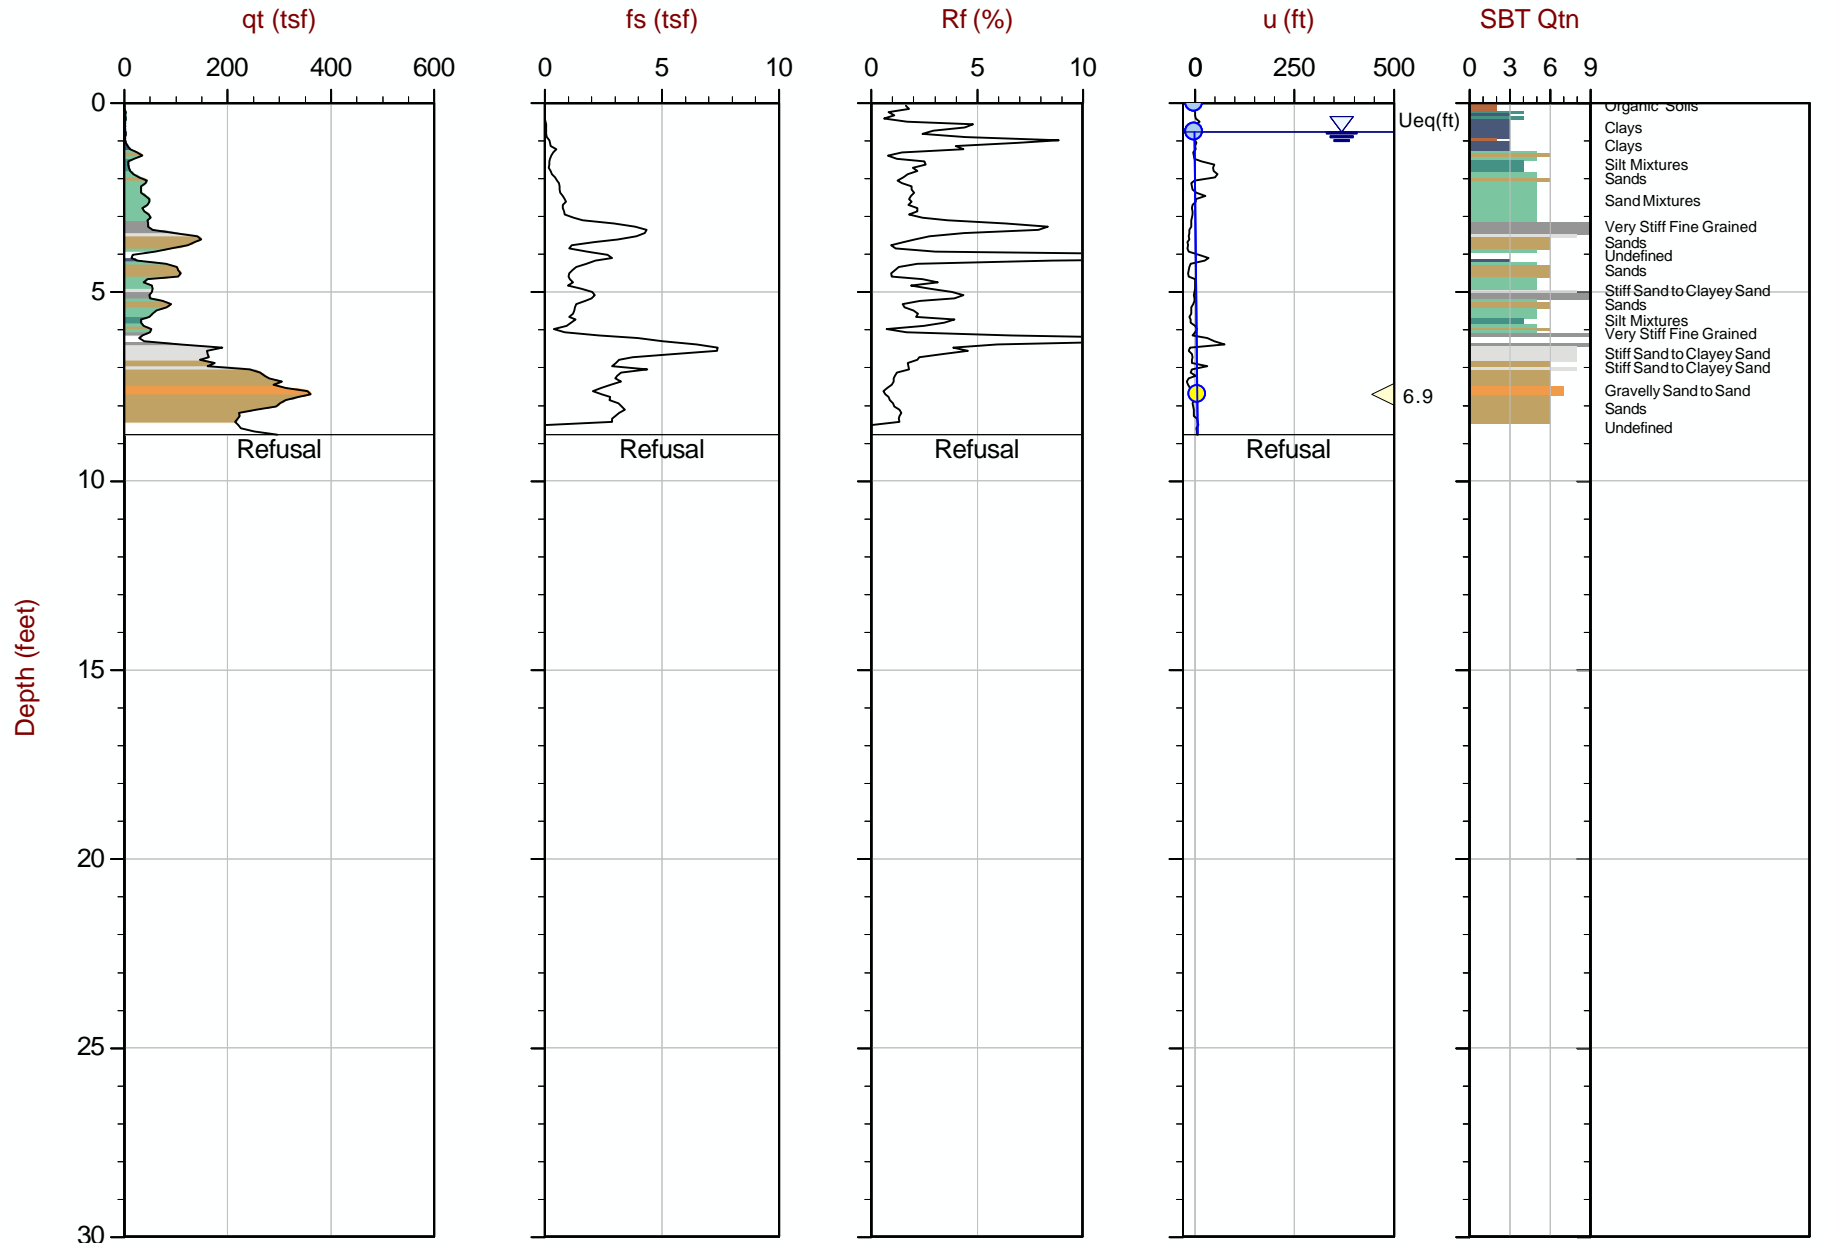 qt (tsf) fs (tsf) Rf (%) u (ft) SBT Qtn
0 200 400 600 0 5 10 0 5 10 0 250 500 0 3 6 9
0
5
10
15
20
25
30
Depth (feet)
Ueq(ft)
6.9
Refusal Refusal Refusal Refusal
Organic Soils
Clays
Clays
Silt Mixtures
Sands
Sand Mixtures
Very Stiff Fine Grained
Sands
Undefined
Sands
Stiff Sand to Clayey Sand
Sands
Silt Mixtures
Very Stiff Fine Grained
Stiff Sand to Clayey Sand
Stiff Sand to Clayey Sand
Gravelly Sand to Sand
Sands
Undefined